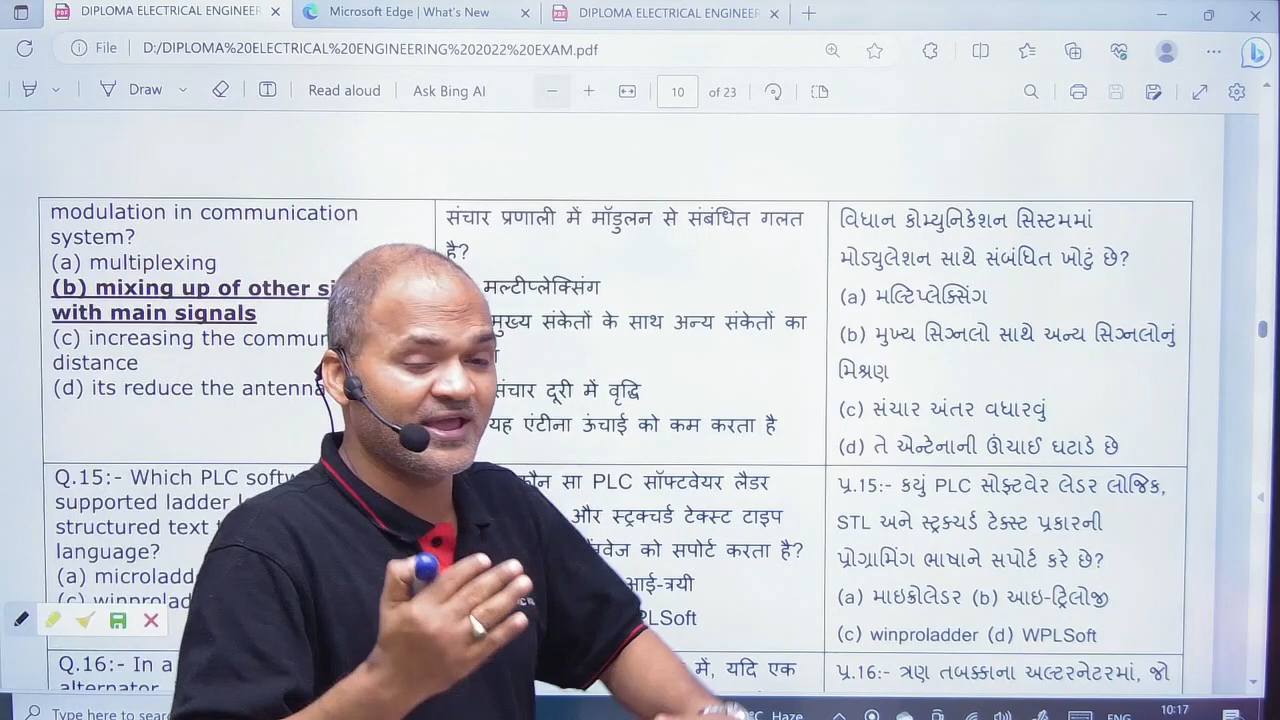 DIPLOMA ELECTRICAL ENGINEER
Microsoft Edge | What's New
DIPLOMA ELECTRICAL ENGINEER
File
D:/DIPLOMA%20ELECTRICAL%20ENGINEERING%202022%20EXAM.pdf
Draw
Read aloud
Ask Bing AI
10
of 23
modulation in communication
system?
(a) multiplexing
(b) mixing up of other si
with main signals
(c) increasing the commun
distance
(d) its reduce the antenna
Q.15:- Which PLC softw
supported ladder l
structured text t
language?
(a) microladd
(c) winprolad
Q.16:- In a
alternator
संचार प्रणाली में मॉडुलन से संबंधित गलत
है?
मल्टीप्लेक्सिंग
मुख्य संकेतों के साथ अन्य संकेतों का
संचार दूरी में वृद्धि
यह एंटीना ऊंचाई को कम करता है
कौन सा PLC सॉफ्टवेयर लैडर
और स्ट्रक्चर्ड टेक्स्ट टाइप
को सपोर्ट करता है?
आई-त्रयी
PLSoft
में, यदि एक
વિધાન કોમ્યુનિકેશન સિસ્ટમમાં
મોડ્યુલેશન સાથે સંબંધિત ખોટું છે?
(a) મલ્ટિપ્લેક્સિંગ
(b) મુખ્ય સિગ્નલો સાથે અન્ય સિગ્નલોનું
મિશ્રણ
(c) સંચાર અંતર વધારવું
(d) તે એન્ટેનાની ઊંચાઈ ઘટાડે છે
પ્ર.15:- કયું PLC સોફ્ટવેર લેડર લોજિક,
STL અને સ્ટ્રક્ચર્ડ ટેક્સ્ટ પ્રકારની
પ્રોગ્રામિંગ ભાષાને સપોર્ટ કરે છે?
(a) માઇક્રોલેડર (b) આઇ-ટ્રિલોજી
(c) winproladder (d) WPLSoft
પ્ર.16:- ત્રણ તબક્કાના અલ્ટરનેટરમાં, જો
Type here to sear
°C Haze
ENG
10:17